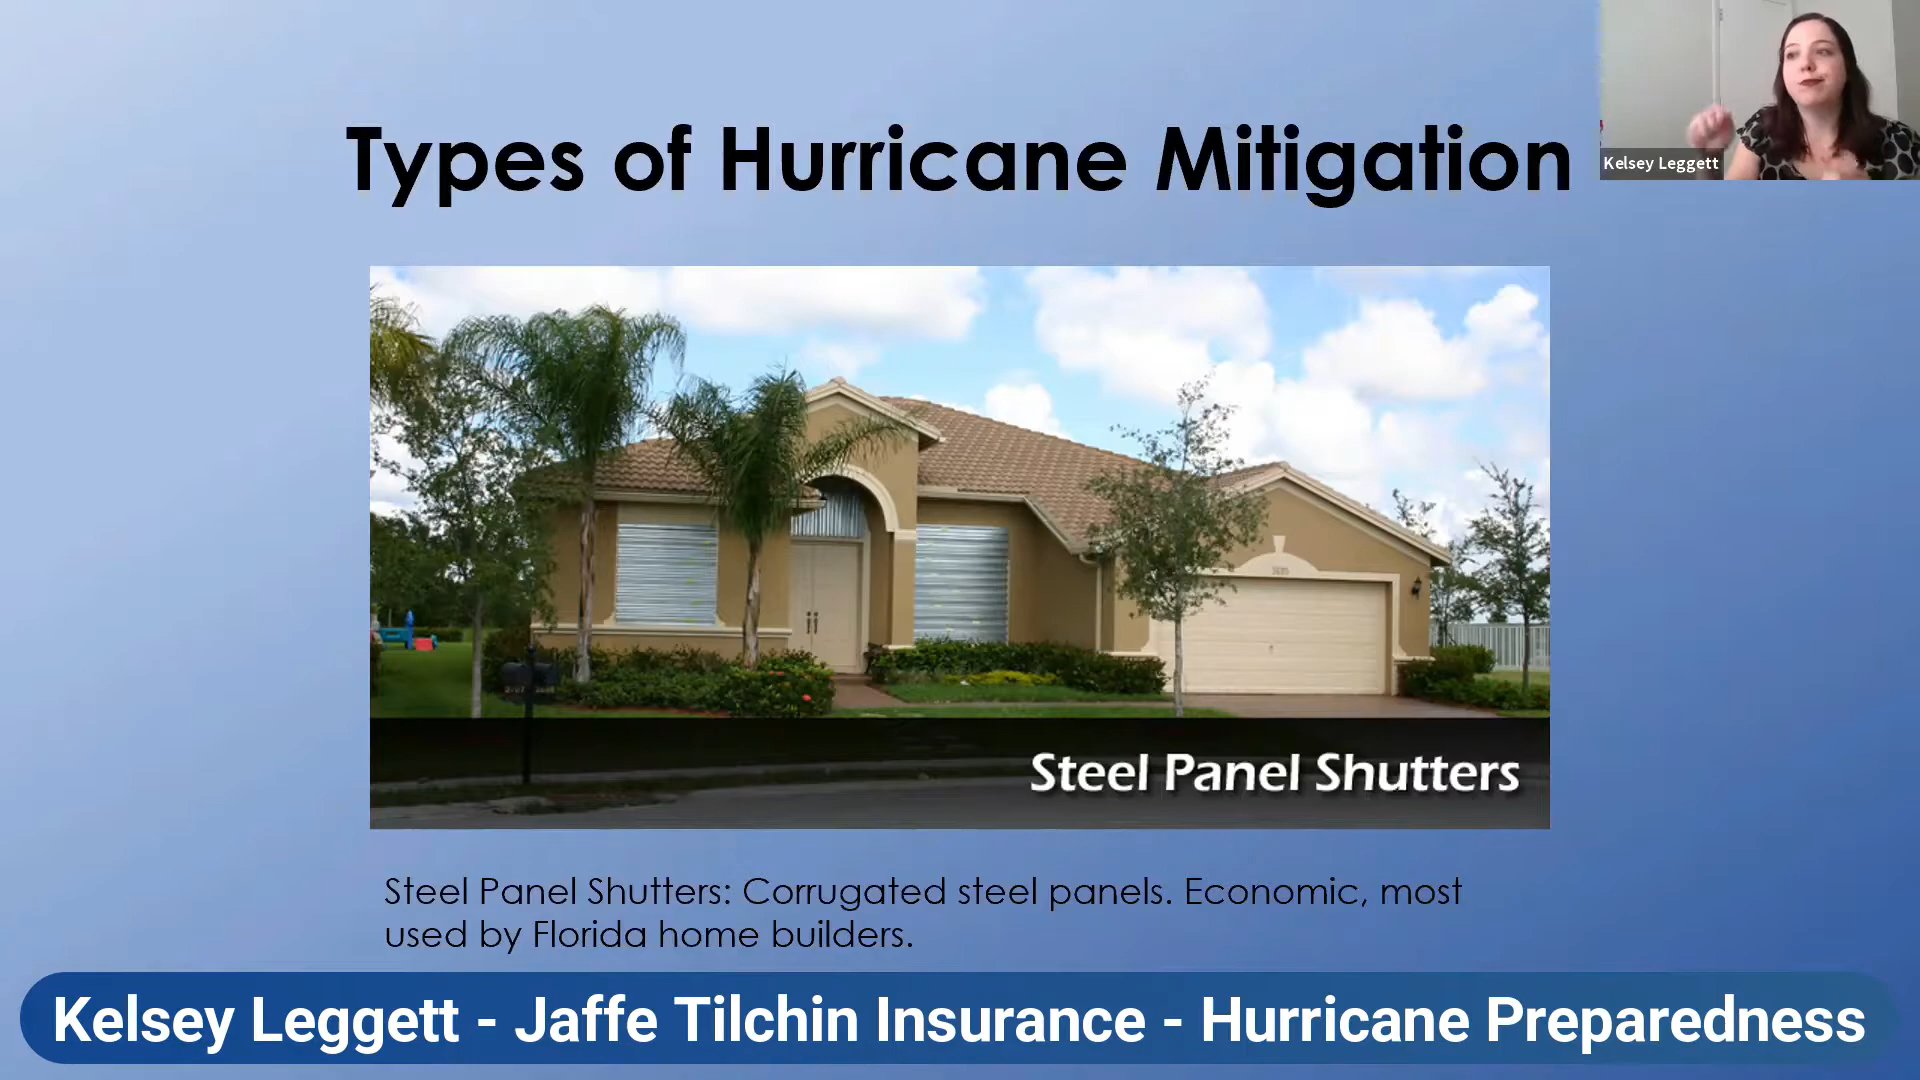 Types of Hurricane Mitigation
Kelsey Leggett
Steel Panel Shutters
Steel Panel Shutters: Corrugated steel panels. Economic, most
used by Florida home builders.
Kelsey Leggett - Jaffe Tilchin Insurance - Hurricane Preparedness